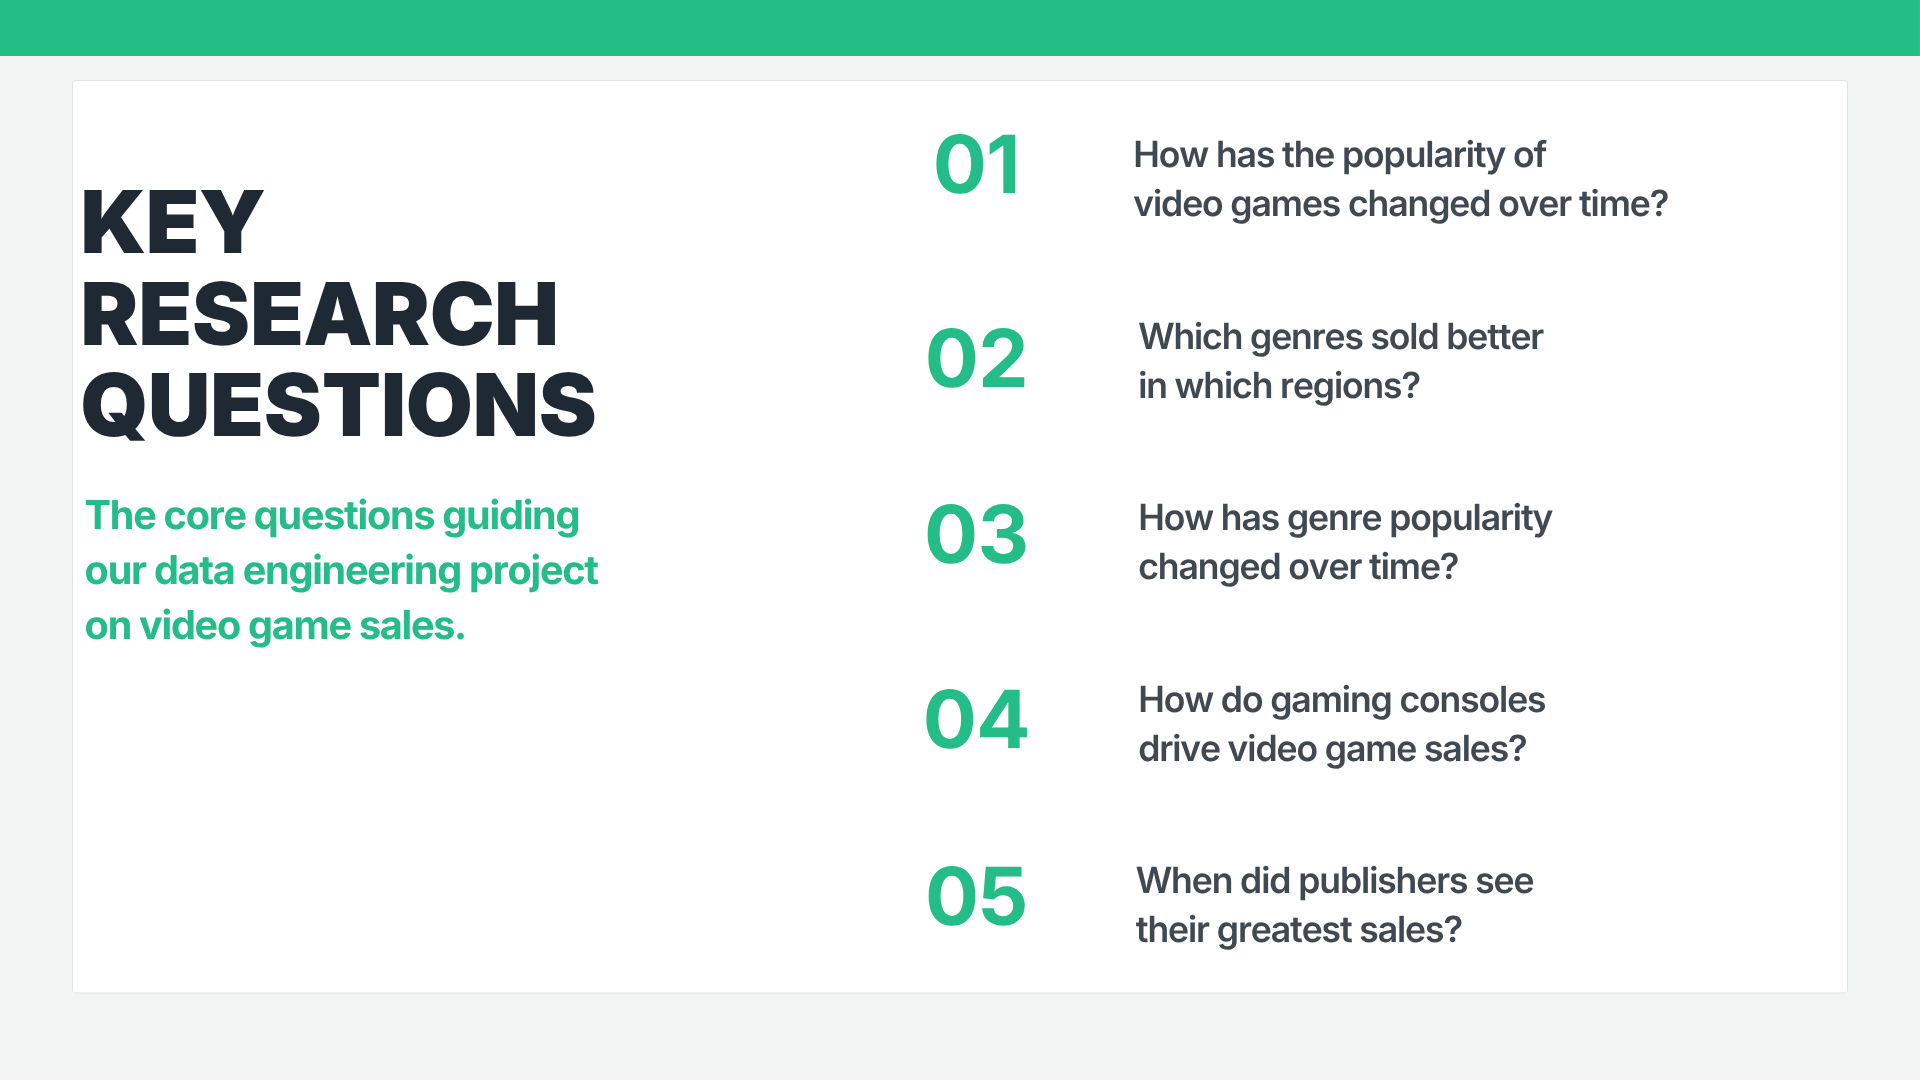 KEY
RESEARCH
QUESTIONS
The core questions guiding
our data engineering project
on video game sales.
01
How has the popularity of
video games changed over time?
02
Which genres sold better
in which regions?
03
How has genre popularity
changed over time?
04
How do gaming consoles
drive video game sales?
05
When did publishers see
their greatest sales?